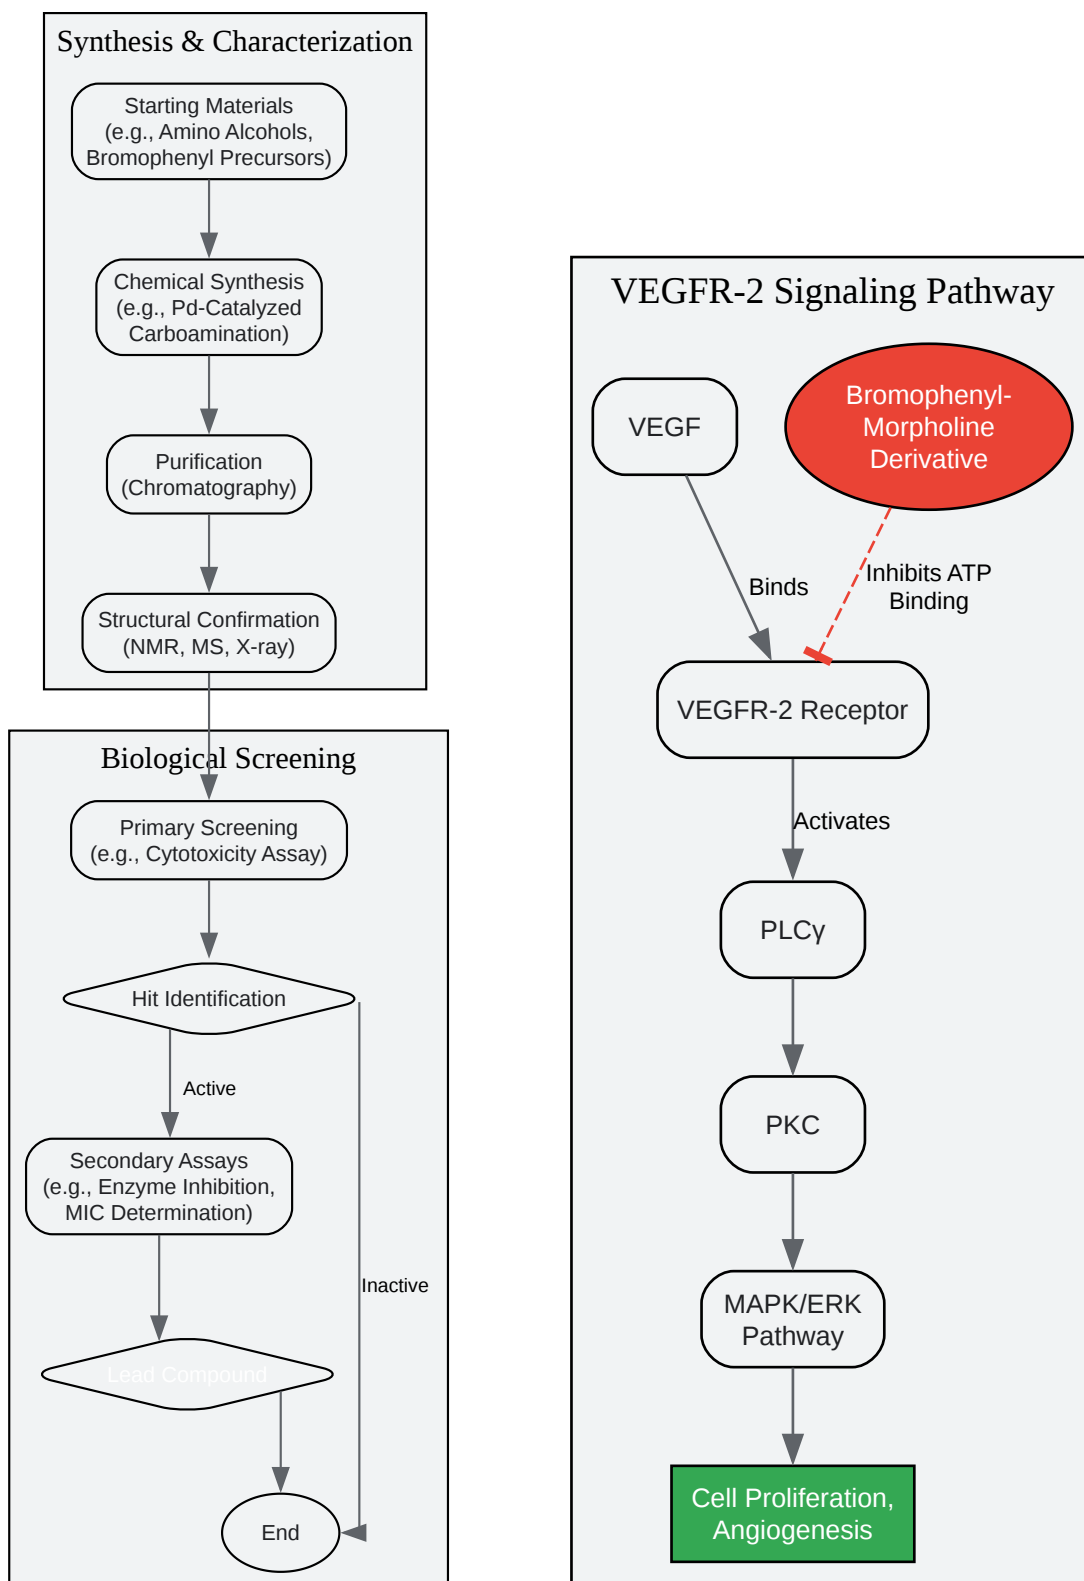 Synthesis & Characterization
Starting Materials
(e.g., Amino Alcohols,
Bromophenyl Precursors)
Chemical Synthesis
(e.g., Pd-Catalyzed
Carboamination)
Purification
(Chromatography)
Structural Confirmation
(NMR, MS, X-ray)
Biological Screening
Primary Screening
(e.g., Cytotoxicity Assay)
Hit Identification
Active
Secondary Assays
(e.g., Enzyme Inhibition,
MIC Determination)
Inactive
Lead Compound
End
VEGFR-2 Signaling Pathway
VEGF
Bromophenyl-
Morpholine
Derivative
Binds
Inhibits ATP
Binding
VEGFR-2 Receptor
Activates
PLCγ
PKC
MAPK/ERK
Pathway
Cell Proliferation,
Angiogenesis